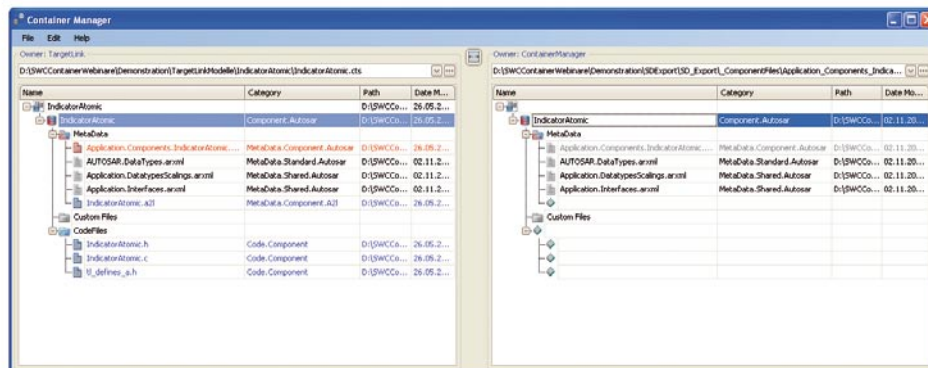 Container Manager
File Edit Help
Owner: TargetLink
D:\SWCContainerWebinare\Demonstration\TargetLinkModelle\IndicatorAtomic\IndicatorAtomic.cts
Name Category Path Date M...
IndicatorAtomic D:\SWCCo... 26.05.2...
IndicatorAtomic Component.Autosar D:\SWCCo... 26.05.2...
MetaData
Application.Components.IndicatorAtomic.... MetaData.Component.Autosar D:\SWCCo... 26.05.2...
AUTOSAR.DataTypes.arxml MetaData.Standard.Autosar D:\SWCCo... 02.11.2...
Application.DatatypesScalings.arxml MetaData.Shared.Autosar D:\SWCCo... 02.11.2...
Application.Interfaces.arxml MetaData.Shared.Autosar D:\SWCCo... 02.11.2...
IndicatorAtomic.a2l MetaData.Component.A2l D:\SWCCo... 26.05.2...
Custom Files
CodeFiles
IndicatorAtomic.h Code.Component D:\SWCCo... 26.05.2...
IndicatorAtomic.c Code.Component D:\SWCCo... 26.05.2...
tl_defines_a.h Code.Component D:\SWCCo... 26.05.2...
Owner: ContainerManager
D:\SWCContainerWebinare\Demonstration\SDExport\SD_Export\_ComponentFiles\Application_Components_Indica...
Name Category Path Date Mo...
IndicatorAtomic Component.Autosar D:\SWCCo... 02.11.20...
MetaData
Application.Components.IndicatorAtomic.... MetaData.Component.Autosar D:\SWCCo... 02.11.20...
AUTOSAR.DataTypes.arxml MetaData.Standard.Autosar D:\SWCCo... 02.11.20...
Application.DatatypesScalings.arxml MetaData.Shared.Autosar D:\SWCCo... 02.11.20...
Application.Interfaces.arxml MetaData.Shared.Autosar D:\SWCCo... 02.11.20...
Custom Files